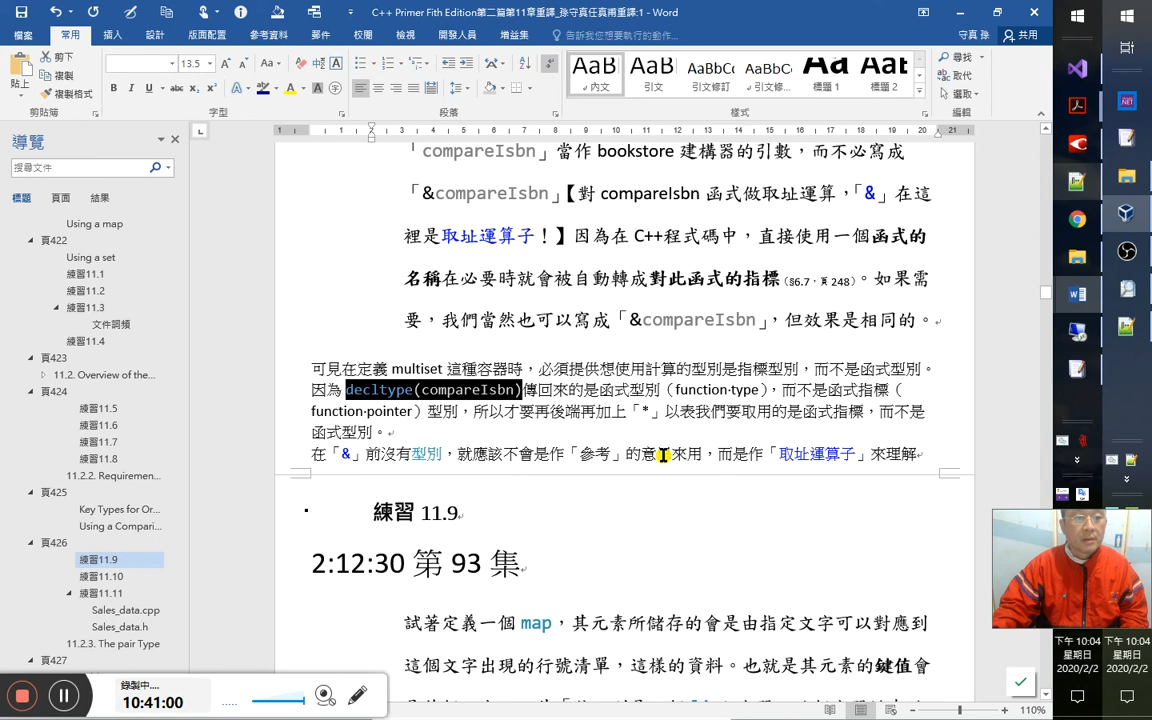 C++ Primer Fith Edition第二篇第11章重譯_孫守真任真甫重譯:1 - Word
檔案 常用 插入 設計 版面配置 參考資料 郵件 校閱 檢視 開發人員 增益集 告訴我您想要執行的動作... 守真 孫 共用
貼上 剪下 複製 複製格式 剪貼簿
13.5 字型
段落
AaB 內文 AaB 引文 AaBbC 引文修訂 AaBbC 引文修.. AaB 標題 1 AaB 標題 2 樣式
尋找 取代 選取 編輯
導覽
搜尋文件
標題 頁面 結果
Using a map
頁422
Using a set
練習11.1
練習11.2
練習11.3
文件詞頻
練習11.4
頁423
11.2. Overview of the...
頁424
練習11.5
練習11.6
練習11.7
練習11.8
11.2.2. Requiremen...
頁425
Key Types for Or...
Using a Compari...
頁426
練習11.9
練習11.10
練習11.11
Sales_data.cpp
Sales_data.h
11.2.3. The pair Type
頁427
「compareIsbn」當作 bookstore 建構器的引數，而不必寫成
「&compareIsbn」【對 compareIsbn 函式做取址運算，「&」在這
裡是取址運算子！】因為在 C++程式碼中，直接使用一個函式的
名稱在必要時就會被自動轉成對此函式的指標（§6.7，頁 248）。如果需
要，我們當然也可以寫成「&compareIsbn」，但效果是相同的。
可見在定義 multiset 這種容器時，必須提供想使用計算的型別是指標型別，而不是函式型別。
因為 decltype(compareIsbn)傳回來的是函式型別（function·type），而不是函式指標（
function·pointer）型別，所以才要再後端再加上「*」以表我們要取用的是函式指標，而不是
函式型別。
在「&」前沒有型別，就應該不會是作「參考」的意思來用，而是作「取址運算子」來理解
練習 11.9
2:12:30 第 93 集
試著定義一個 map，其元素所儲存的會是由指定文字可以對應到
這個文字出現的行號清單，這樣的資料。也就是其元素的鍵值會
錄製中....
10:41:00
下午 10:04
星期日
2020/2/2
下午 10:04
星期日
2020/2/2
110%